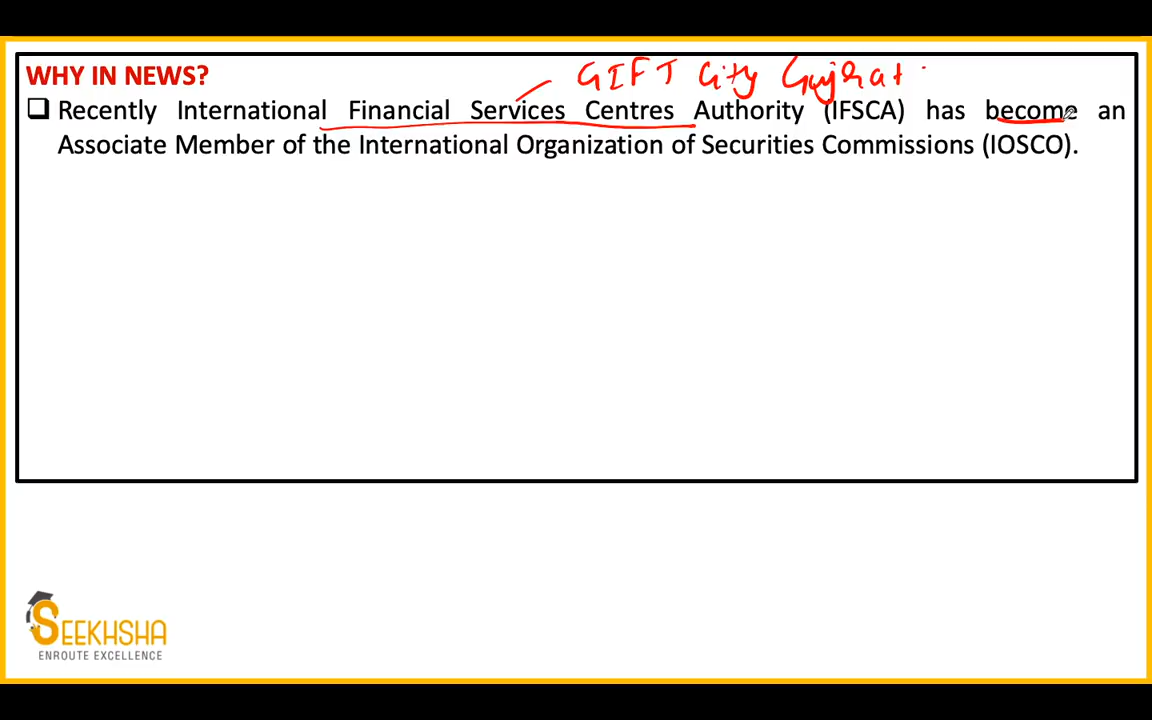 WHY IN NEWS?
GIFT City Gujrat
Recently International Financial Services Centres Authority (IFSCA) has become an
Associate Member of the International Organization of Securities Commissions (IOSCO).
SEEKHSHA
ENROUTE EXCELLENCE